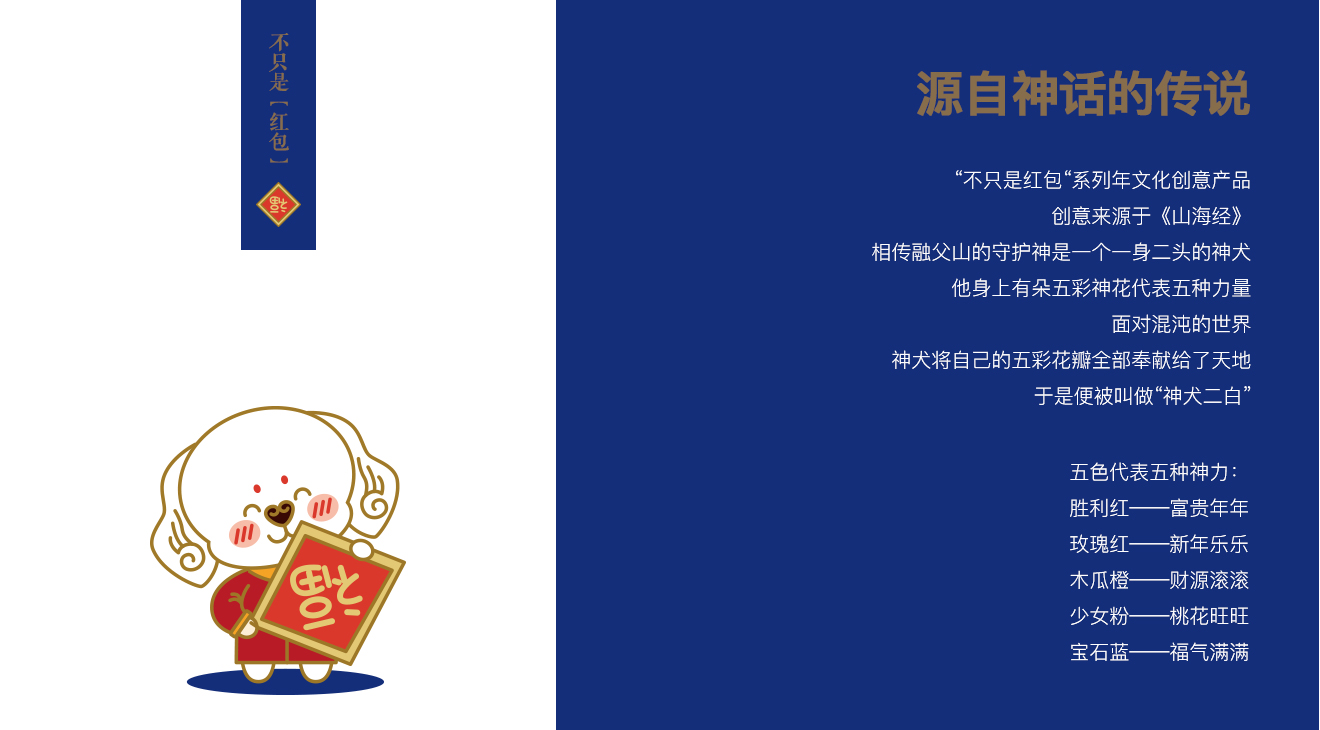 不只是【红包】
福
源自神话的传说
“不只是红包“系列年文化创意产品
创意来源于《山海经》
相传融父山的守护神是一个一身二头的神犬
他身上有朵五彩神花代表五种力量
面对混沌的世界
神犬将自己的五彩花瓣全部奉献给了天地
于是便被叫做“神犬二白”
五色代表五种神力：
胜利红——富贵年年
玫瑰红——新年乐乐
木瓜橙——财源滚滚
少女粉——桃花旺旺
宝石蓝——福气满满
福